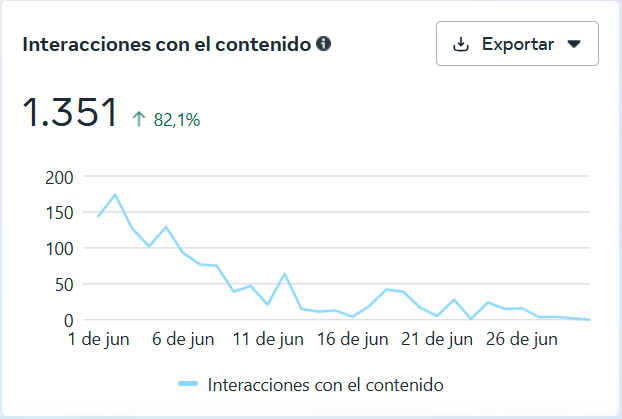 Interacciones con el contenido
Exportar
1.351 ↑ 82,1%
200
150
100
50
0
1 de jun 6 de jun 11 de jun 16 de jun 21 de jun 26 de jun
Interacciones con el contenido